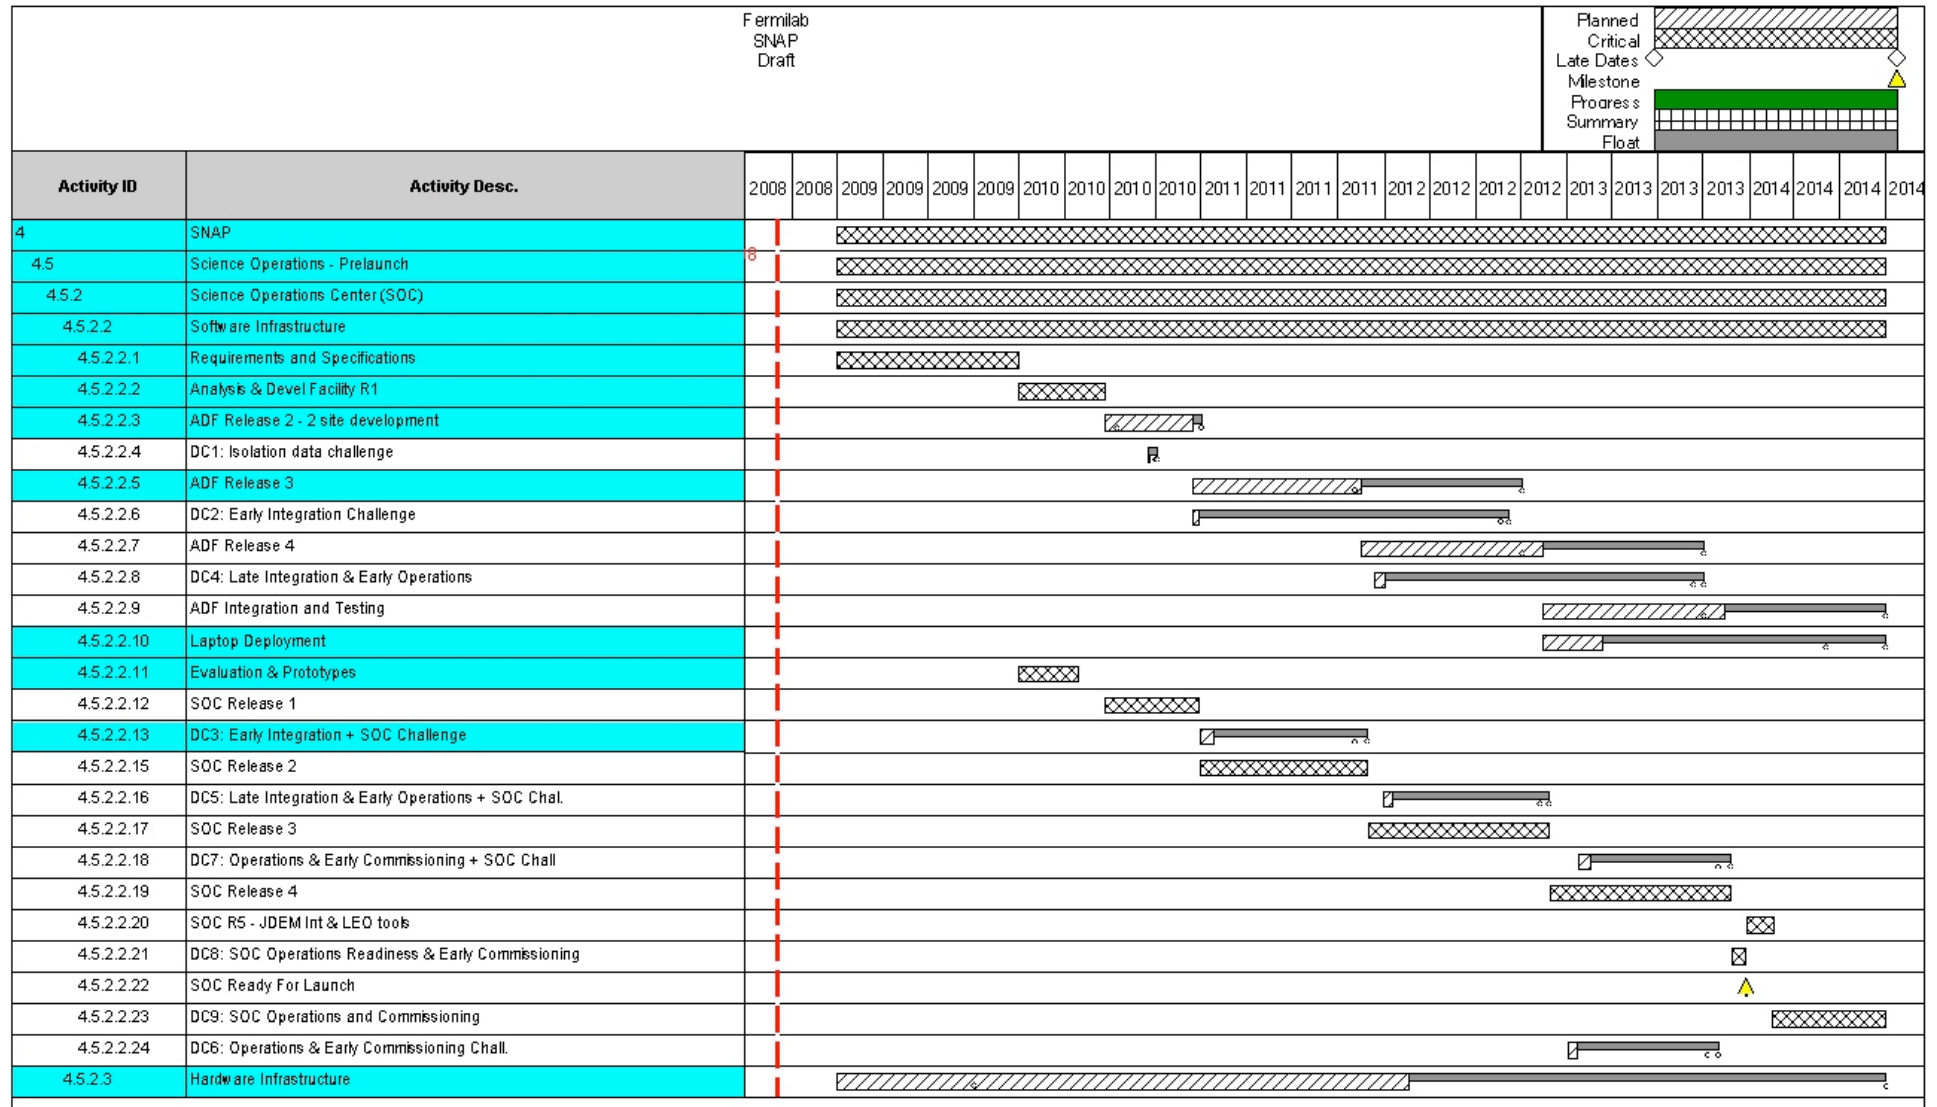 Fermilab
SNAP
Draft
Planned
Critical
Late Dates
Milestone
Progress
Summary
Float
Activity ID Activity Desc. 2008 2008 2009 2009 2009 2009 2010 2010 2010 2010 2011 2011 2011 2011 2012 2012 2012 2012 2013 2013 2013 2013 2014 2014 2014 2014
4 SNAP
4.5 Science Operations - Prelaunch
4.5.2 Science Operations Center (SOC)
4.5.2.2 Software Infrastructure
4.5.2.2.1 Requirements and Specifications
4.5.2.2.2 Analysis & Devel Facility R1
4.5.2.2.3 ADF Release 2 - 2 site development
4.5.2.2.4 DC1: Isolation data challenge
4.5.2.2.5 ADF Release 3
4.5.2.2.6 DC2: Early Integration Challenge
4.5.2.2.7 ADF Release 4
4.5.2.2.8 DC4: Late Integration & Early Operations
4.5.2.2.9 ADF Integration and Testing
4.5.2.2.10 Laptop Deployment
4.5.2.2.11 Evaluation & Prototypes
4.5.2.2.12 SOC Release 1
4.5.2.2.13 DC3: Early Integration + SOC Challenge
4.5.2.2.15 SOC Release 2
4.5.2.2.16 DC5: Late Integration & Early Operations + SOC Chal.
4.5.2.2.17 SOC Release 3
4.5.2.2.18 DC7: Operations & Early Commissioning + SOC Chall
4.5.2.2.19 SOC Release 4
4.5.2.2.20 SOC R5 - JDEM Int & LEO tools
4.5.2.2.21 DC8: SOC Operations Readiness & Early Commissioning
4.5.2.2.22 SOC Ready For Launch
4.5.2.2.23 DC9: SOC Operations and Commissioning
4.5.2.2.24 DC6: Operations & Early Commissioning Chall.
4.5.2.3 Hardware Infrastructure